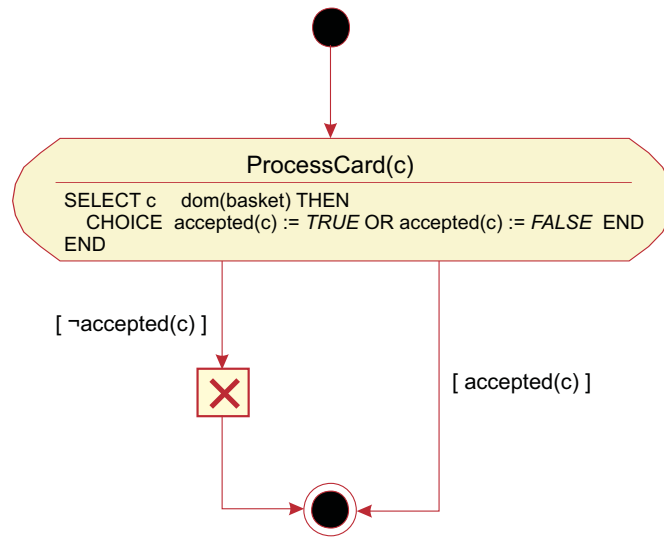 ProcessCard(c)
SELECT c dom(basket) THEN
CHOICE accepted(c) := TRUE OR accepted(c) := FALSE END
END
[ ¬accepted(c) ]
[ accepted(c) ]